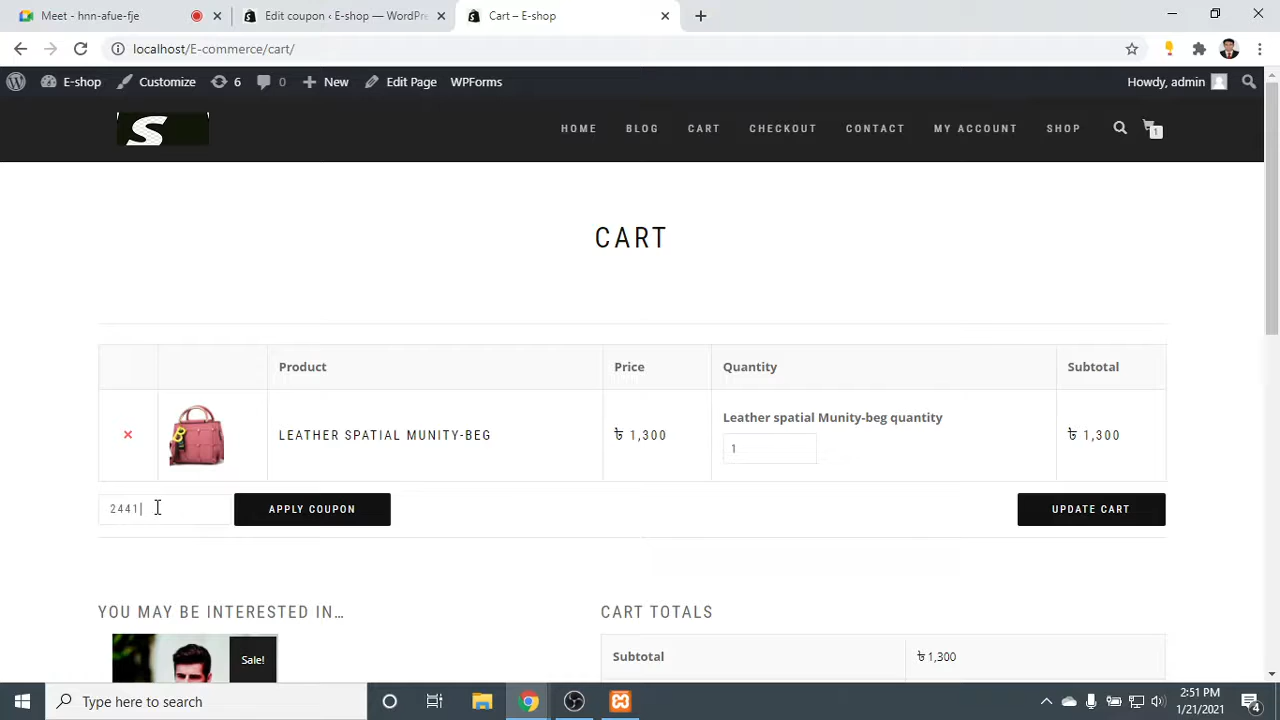 Meet - hnn-afue-fje
Edit coupon ‹ E-shop — WordPre
Cart – E-shop
localhost/E-commerce/cart/
E-shop Customize 6 0 New Edit Page WPForms Howdy, admin
S HOME BLOG CART CHECKOUT CONTACT MY ACCOUNT SHOP 1
CART
Product Price Quantity Subtotal
Leather spatial Munity-beg quantity
× LEATHER SPATIAL MUNITY-BEG ৳ 1,300 1 ৳ 1,300
2441 APPLY COUPON UPDATE CART
YOU MAY BE INTERESTED IN… CART TOTALS
Sale! Subtotal ৳ 1,300
Type here to search
2:51 PM
1/21/2021
4